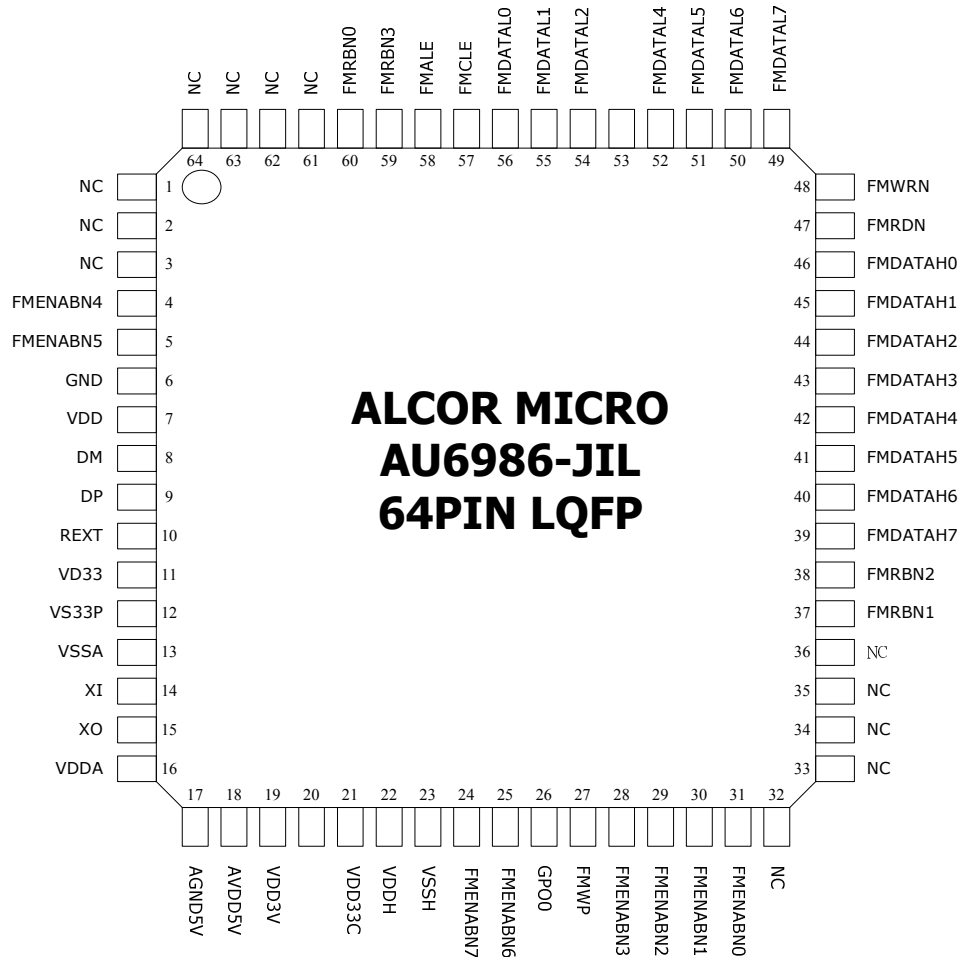 FMRBN0
FMRBN3
FMALE
FMCLE
FMDATAL0
FMDATAL1
FMDATAL2
FMDATAL4
FMDATAL5
FMDATAL6
FMDATAL7
NC
NC
NC
NC
64 63 62 61 60 59 58 57 56 55 54 53 52 51 50 49
NC 1 48 FMWRN
NC 2 47 FMRDN
NC 3 46 FMDATAH0
FMENABN4 4 45 FMDATAH1
FMENABN5 5 44 FMDATAH2
GND 6 43 FMDATAH3
VDD 7 42 FMDATAH4
DM 8 41 FMDATAH5
DP 9 40 FMDATAH6
REXT 10 39 FMDATAH7
VD33 11 38 FMRBN2
VS33P 12 37 FMRBN1
VSSA 13 36 NC
XI 14 35 NC
XO 15 34 NC
VDDA 16 33 NC
ALCOR MICRO
AU6986-JIL
64PIN LQFP
17 18 19 20 21 22 23 24 25 26 27 28 29 30 31 32
AGND5V
AVDD5V
VDD3V
VDD33C
VDDH
VSSH
FMENABN7
FMENABN6
GPO0
FMWP
FMENABN3
FMENABN2
FMENABN1
FMENABN0
NC